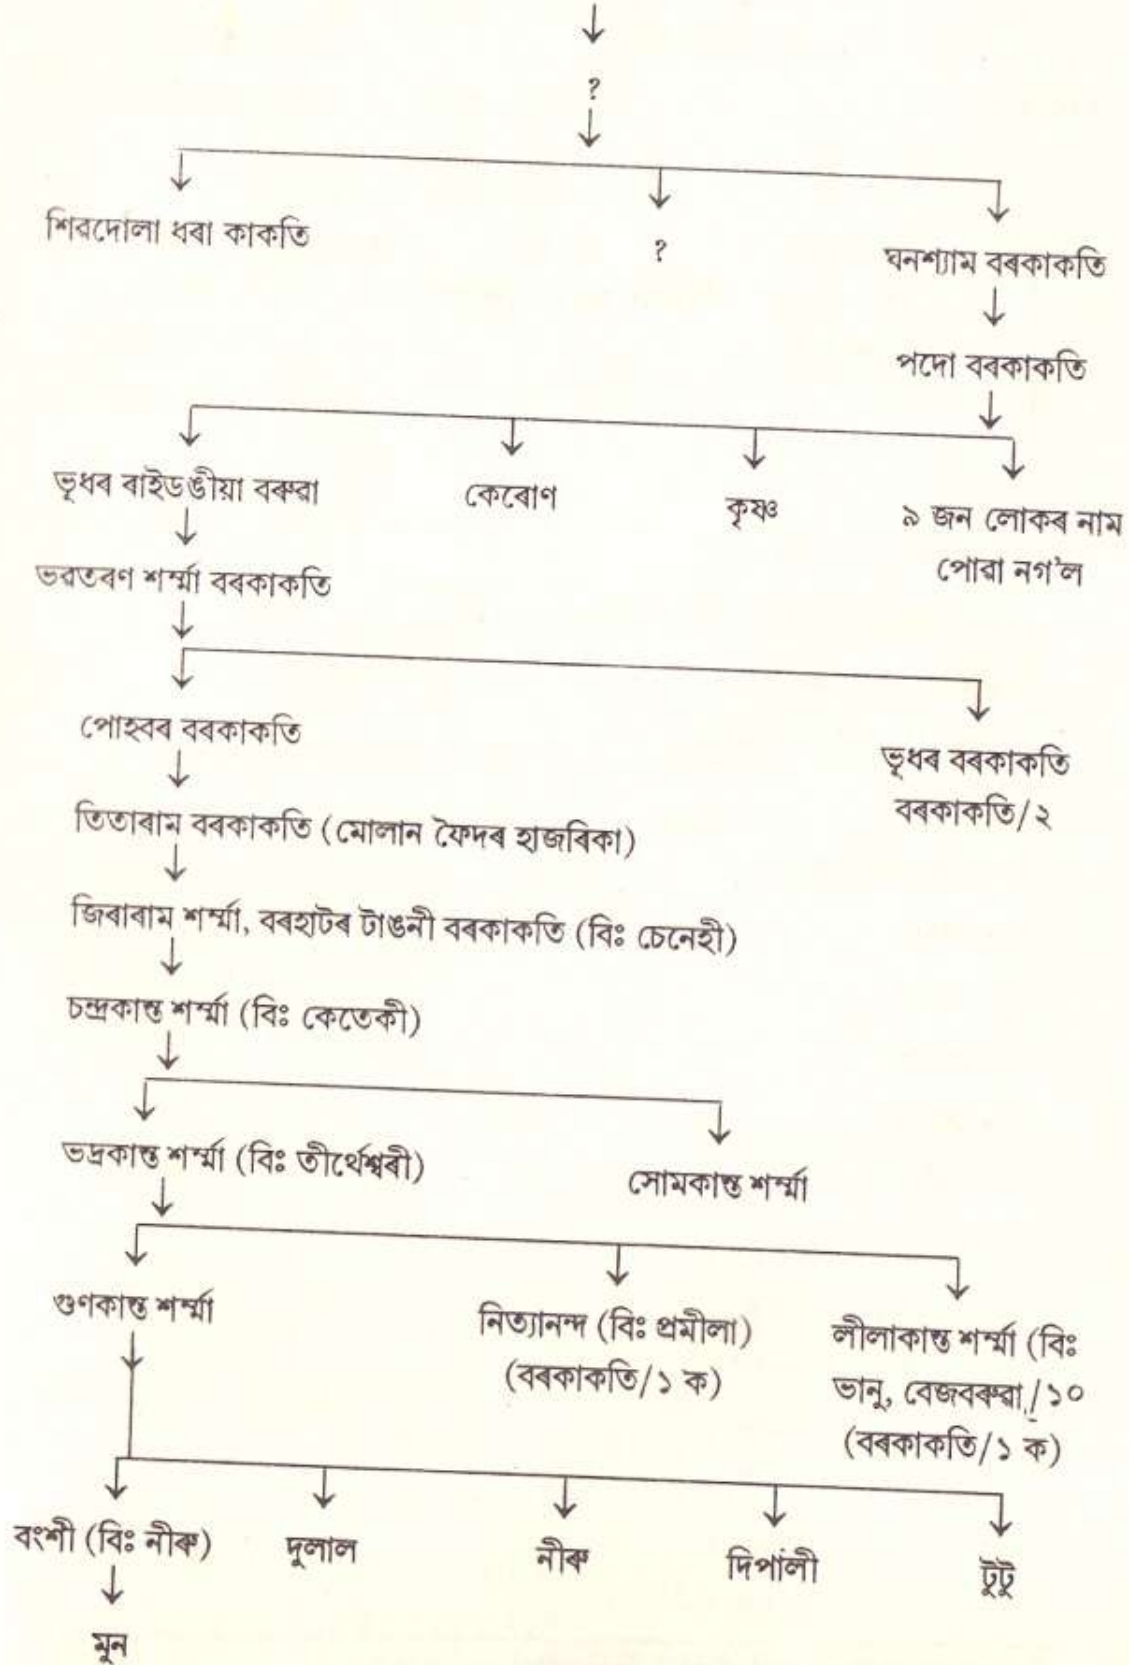 ?
শিৱদোলা ধৰা কাকতি
?
ঘনশ্যাম বৰকাকতি
পদো বৰকাকতি
ভূধৰ ৰাইডঙীয়া বৰুৱা
কেৰোণ
কৃষ্ণ
৯ জন লোকৰ নাম
পোৱা নগ'ল
ভৱতৰণ শৰ্ম্মা বৰকাকতি
বৰকাকতি
ভূধৰ বৰকাকতি
বৰকাকতি/২
তিতাৰাম বৰকাকতি (মোলান ফৈদৰ হাজৰিকা)
জিৰাৰাম শৰ্ম্মা, বৰহাটৰ টাঙনী বৰকাকতি (বিঃ চেনেহী)
চন্দ্ৰকান্ত শৰ্ম্মা (বিঃ কেতেকী)
ভদ্ৰকান্ত শৰ্ম্মা (বিঃ তীৰ্থেশ্বৰী)
সোমকান্ত শৰ্ম্মা
গুণকান্ত শৰ্ম্মা
নিত্যানন্দ (বিঃ প্ৰমীলা)
(বৰকাকতি/১ ক)
লীলাকান্ত শৰ্ম্মা (বিঃ
ভানু, বেজবৰুৱা/১০
(বৰকাকতি/১ ক)
বংশী (বিঃ নীৰু)
দুলাল
নীৰু
দিপালী
টুটু
মুন